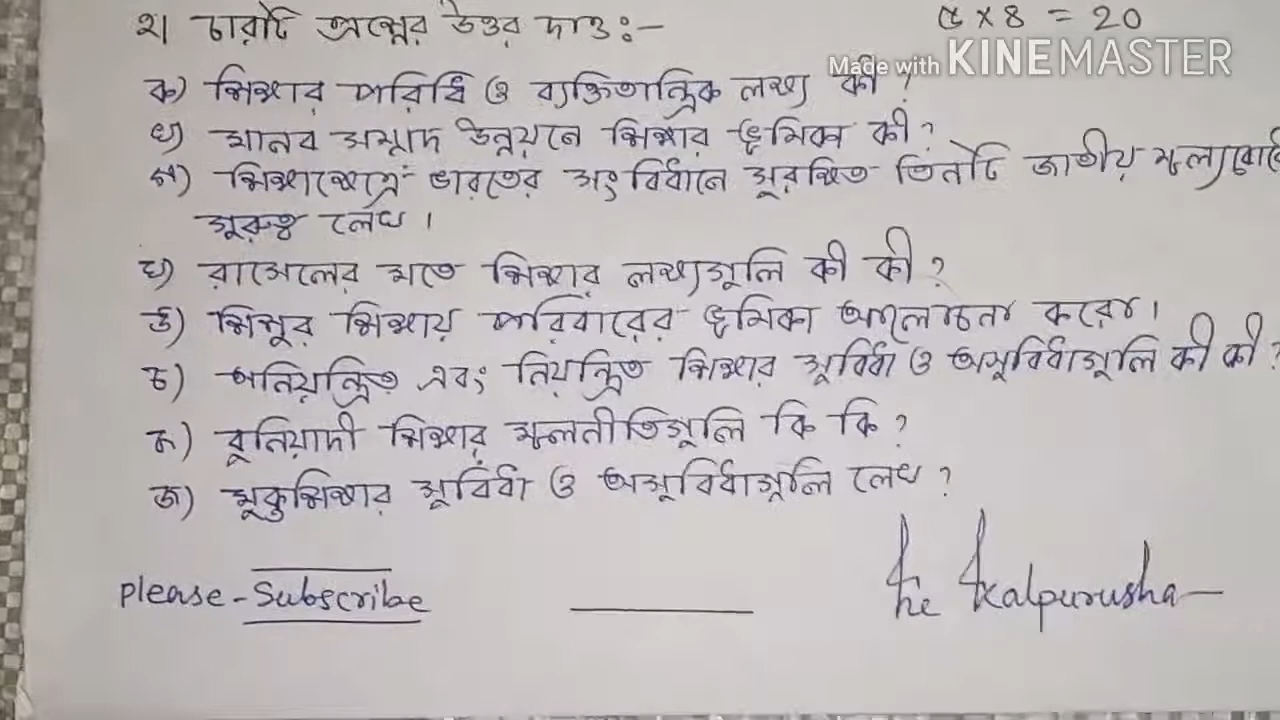 ২। চারটি প্রশ্নের উত্তর দাও:- ৫ × ৪ = 20
Made with KINEMASTER
ক) শিক্ষার পরিধি ও ব্যক্তিতান্ত্রিক লক্ষ্য কী?
খ) মানব সম্পদ উন্নয়নে শিক্ষার ভূমিকা কী?
গ) শিক্ষাক্ষেত্রে ভারতের সংবিধানে সুরক্ষিত তিনটি জাতীয় মূল্যবোধে
গুরুত্ব লেখ।
ঘ) রাসেলের মতে শিক্ষার লক্ষ্যগুলি কী কী?
ঙ) শিশুর শিক্ষায় পরিবারের ভূমিকা আলোচনা করো।
চ) অনিয়ন্ত্রিত এবং নিয়ন্ত্রিত শিক্ষার সুবিধা ও অসুবিধাগুলি কী কী?
ছ) বুনিয়াদী শিক্ষার মূলনীতিগুলি কি কি?
জ) মুক্তশিক্ষার সুবিধা ও অসুবিধাগুলি লেখ?
please - Subscribe
The Kalpurusha